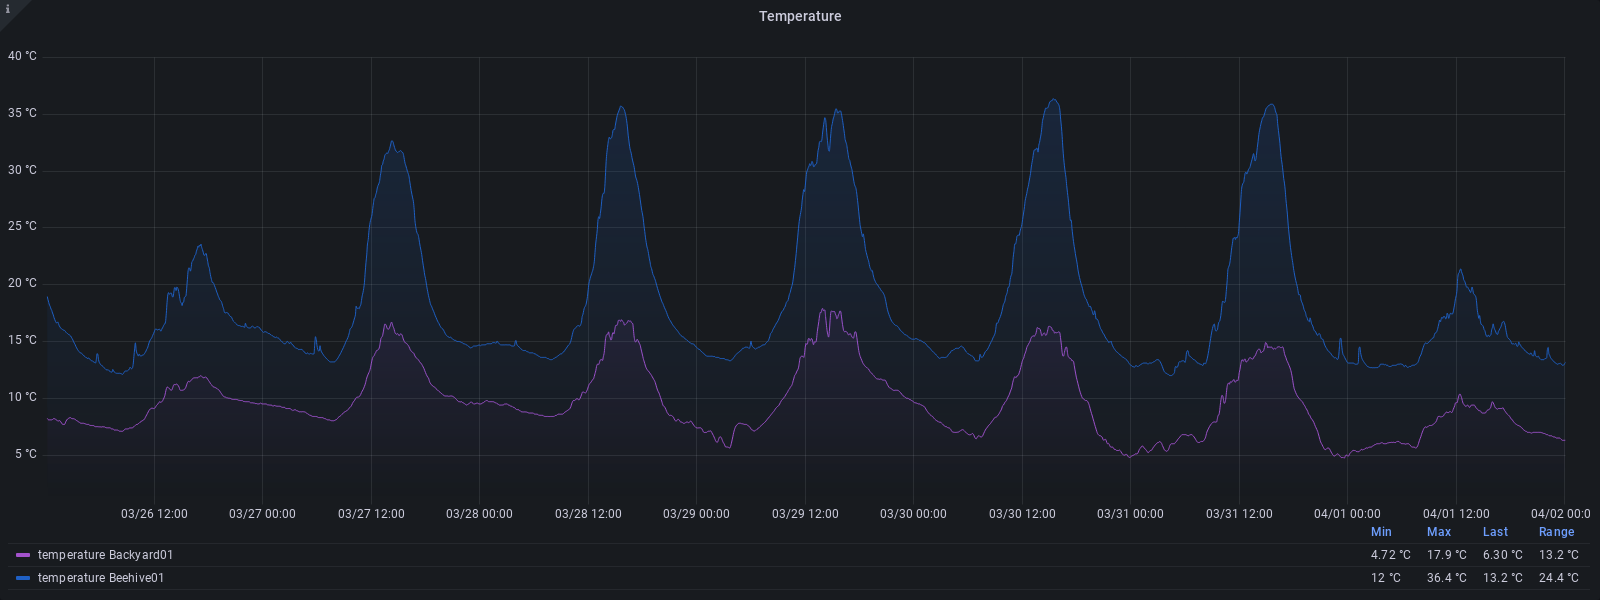 i
Temperature
40 °C
35 °C
30 °C
25 °C
20 °C
15 °C
10 °C
5 °C
03/26 12:00 03/27 00:00 03/27 12:00 03/28 00:00 03/28 12:00 03/29 00:00 03/29 12:00 03/30 00:00 03/30 12:00 03/31 00:00 03/31 12:00 04/01 00:00 04/01 12:00 04/02 00:0
Min Max Last Range
temperature Backyard01 4.72 °C 17.9 °C 6.30 °C 13.2 °C
temperature Beehive01 12 °C 36.4 °C 13.2 °C 24.4 °C